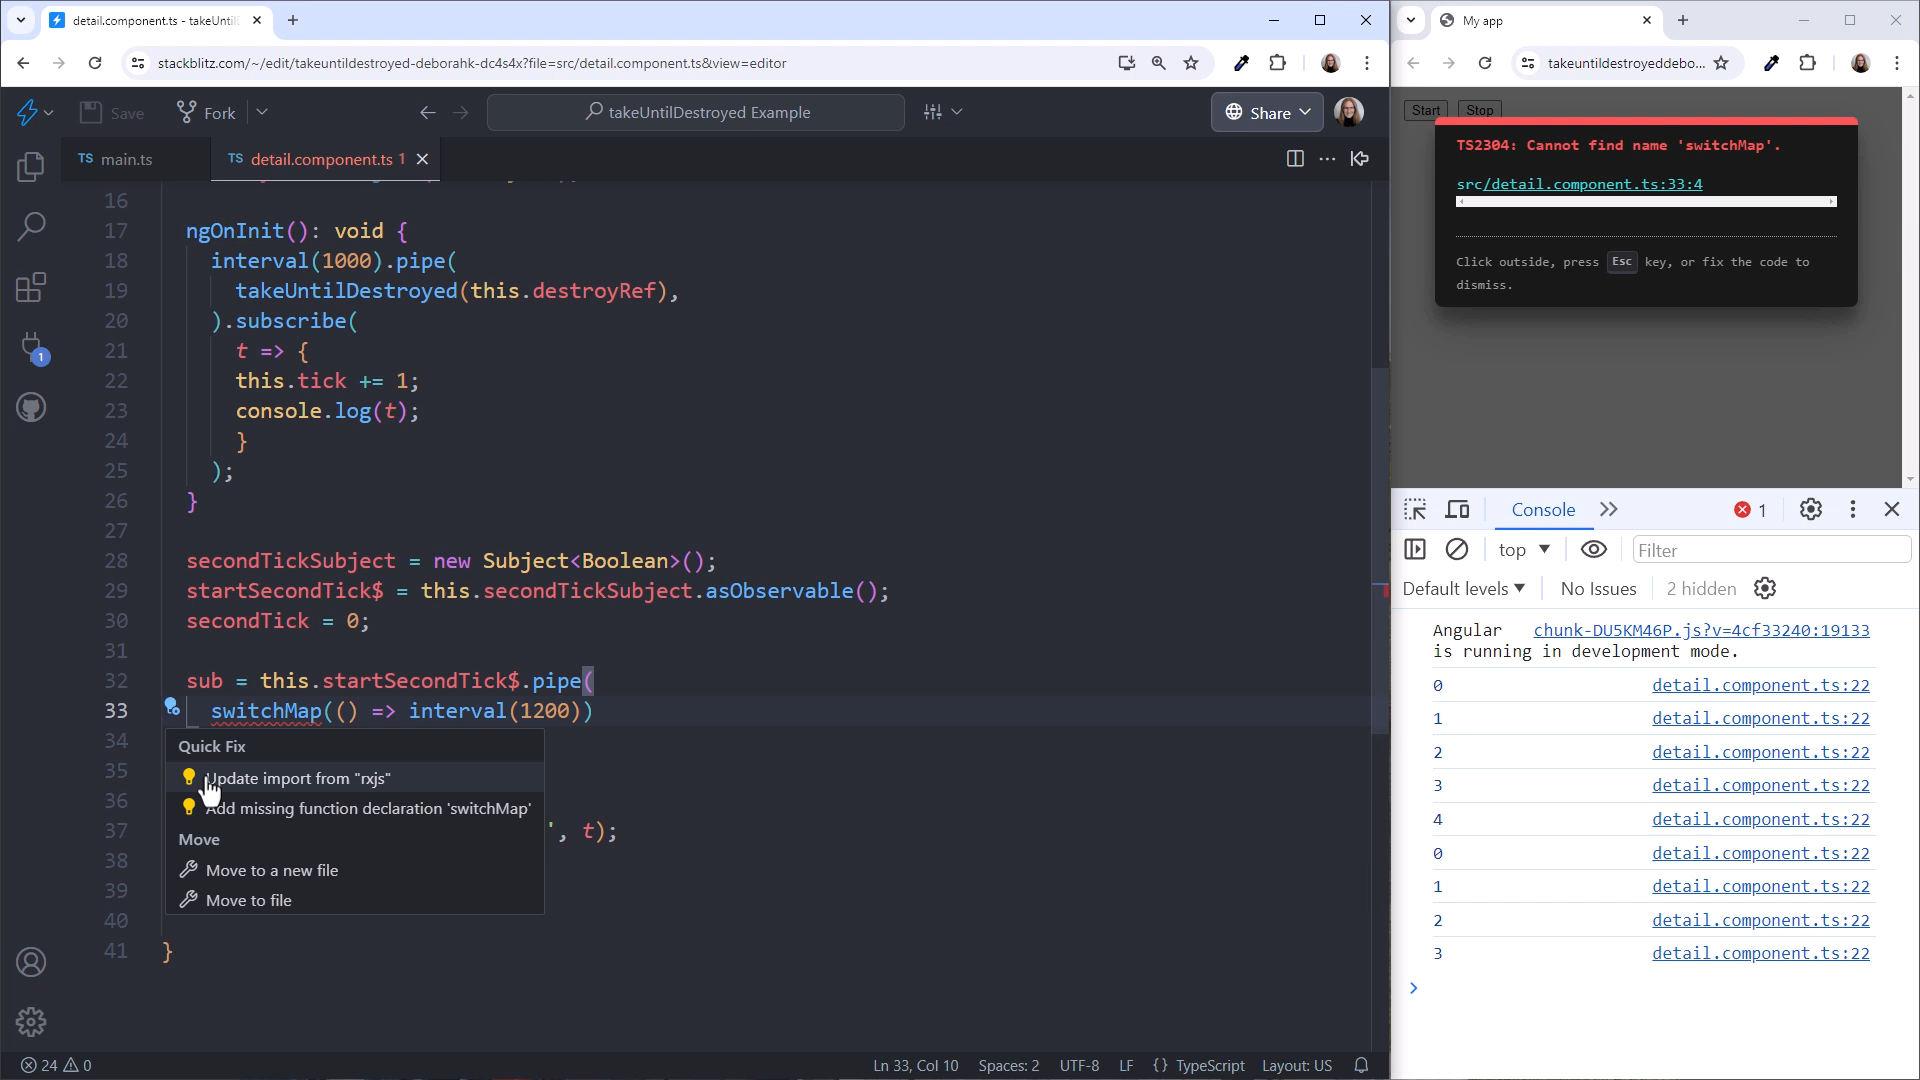 detail.component.ts - takeUntil
stackblitz.com/~/edit/takeuntildestroyed-deborahk-dc4s4x?file=src/detail.component.ts&view=editor
Save
Fork
takeUntilDestroyed Example
Share
TS main.ts
TS detail.component.ts 1
16
17 ngOnInit(): void {
18 interval(1000).pipe(
19 takeUntilDestroyed(this.destroyRef),
20 ).subscribe(
21 t => {
22 this.tick += 1;
23 console.log(t);
24 }
25 );
26 }
27
28 secondTickSubject = new Subject<Boolean>();
29 startSecondTick$ = this.secondTickSubject.asObservable();
30 secondTick = 0;
31
32 sub = this.startSecondTick$.pipe(
33 switchMap(() => interval(1200))
34
Quick Fix
35
Update import from "rxjs"
36
Add missing function declaration 'switchMap'
37 ', t);
Move
38
Move to a new file
39
Move to file
40
41 }
1
24 0
Ln 33, Col 10
Spaces: 2
UTF-8
LF
{} TypeScript
Layout: US
My app
takeuntildestroyeddebo...
Start Stop
TS2304: Cannot find name 'switchMap'.
src/detail.component.ts:33:4
Click outside, press Esc key, or fix the code to
dismiss.
Console
1
top
Filter
Default levels
No Issues
2 hidden
Angular chunk-DU5KM46P.js?v=4cf33240:19133
is running in development mode.
0 detail.component.ts:22
1 detail.component.ts:22
2 detail.component.ts:22
3 detail.component.ts:22
4 detail.component.ts:22
0 detail.component.ts:22
1 detail.component.ts:22
2 detail.component.ts:22
3 detail.component.ts:22